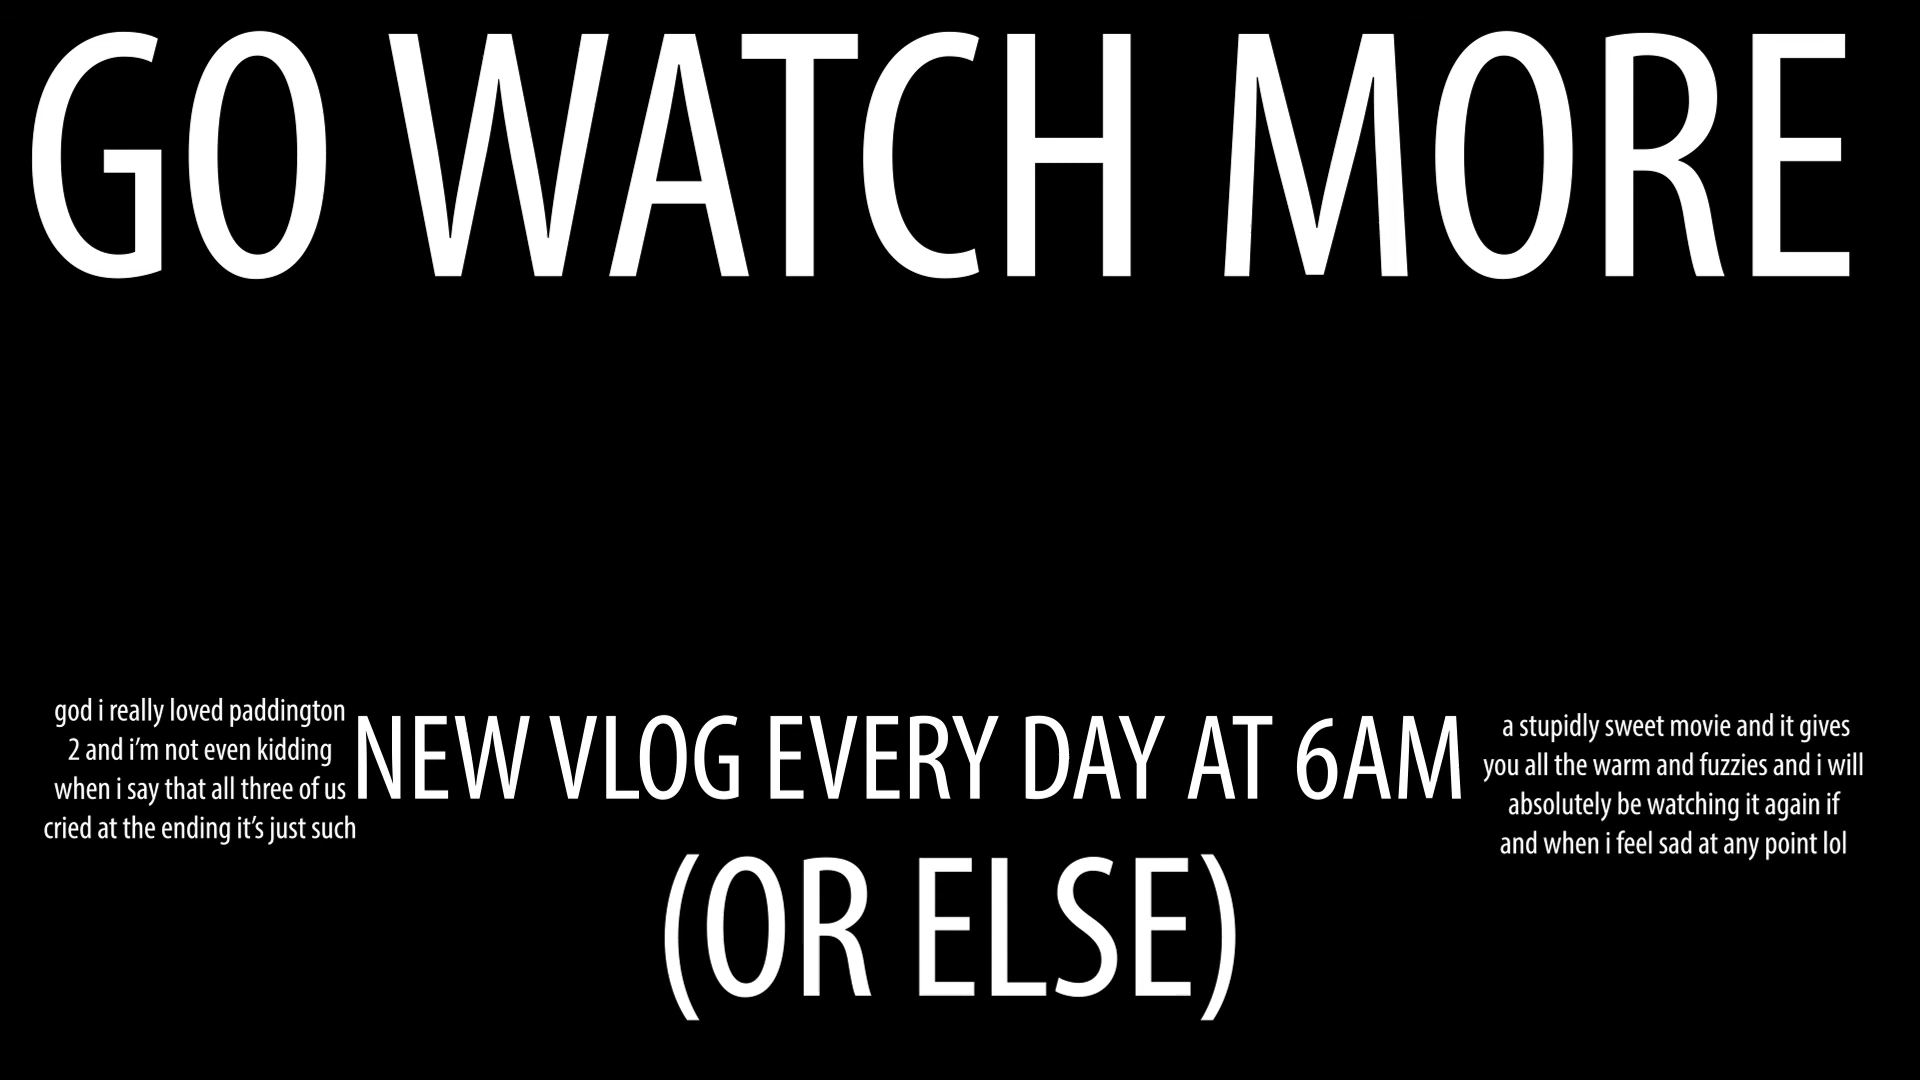 GO WATCH MORE
god i really loved paddington
2 and i’m not even kidding
when i say that all three of us
cried at the ending it’s just such
NEW VLOG EVERY DAY AT 6AM
(OR ELSE)
a stupidly sweet movie and it gives
you all the warm and fuzzies and i will
absolutely be watching it again if
and when i feel sad at any point lol